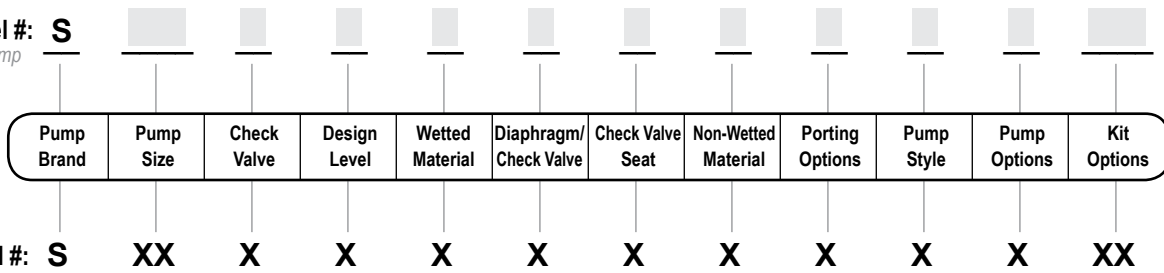 l #: S
mp
Pump Brand Pump Size Check Valve Design Level Wetted Material Diaphragm/ Check Valve Check Valve Seat Non-Wetted Material Porting Options Pump Style Pump Options Kit Options
l #: S XX X X X X X X X X X XX